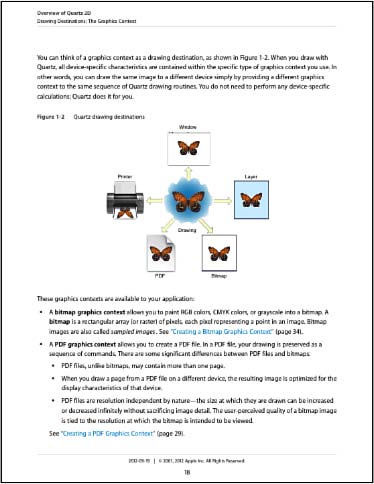 Overview of Quartz 2D
Drawing Destinations: The Graphics Context
You can think of a graphics context as a drawing destination, as shown in Figure 1-2. When you draw with
Quartz, all device-specific characteristics are contained within the specific type of graphics context you use. In
other words, you can draw the same image to a different device simply by providing a different graphics
context to the same sequence of Quartz drawing routines. You do not need to perform any device-specific
calculations; Quartz does it for you.
Figure 1-2 Quartz drawing destinations
Window
Printer
Layer
Drawing
PDF
Bitmap
These graphics contexts are available to your application:
• A bitmap graphics context allows you to paint RGB colors, CMYK colors, or grayscale into a bitmap. A
bitmap is a rectangular array (or raster) of pixels, each pixel representing a point in an image. Bitmap
images are also called sampled images. See “Creating a Bitmap Graphics Context” (page 34).
• A PDF graphics context allows you to create a PDF file. In a PDF file, your drawing is preserved as a
sequence of commands. There are some significant differences between PDF files and bitmaps:
• PDF files, unlike bitmaps, may contain more than one page.
• When you draw a page from a PDF file on a different device, the resulting image is optimized for the
display characteristics of that device.
• PDF files are resolution independent by nature—the size at which they are drawn can be increased
or decreased infinitely without sacrificing image detail. The user-perceived quality of a bitmap image
is tied to the resolution at which the bitmap is intended to be viewed.
See “Creating a PDF Graphics Context” (page 29).
| © 2001, 2012 Apple Inc. All Rights Reserved.
18